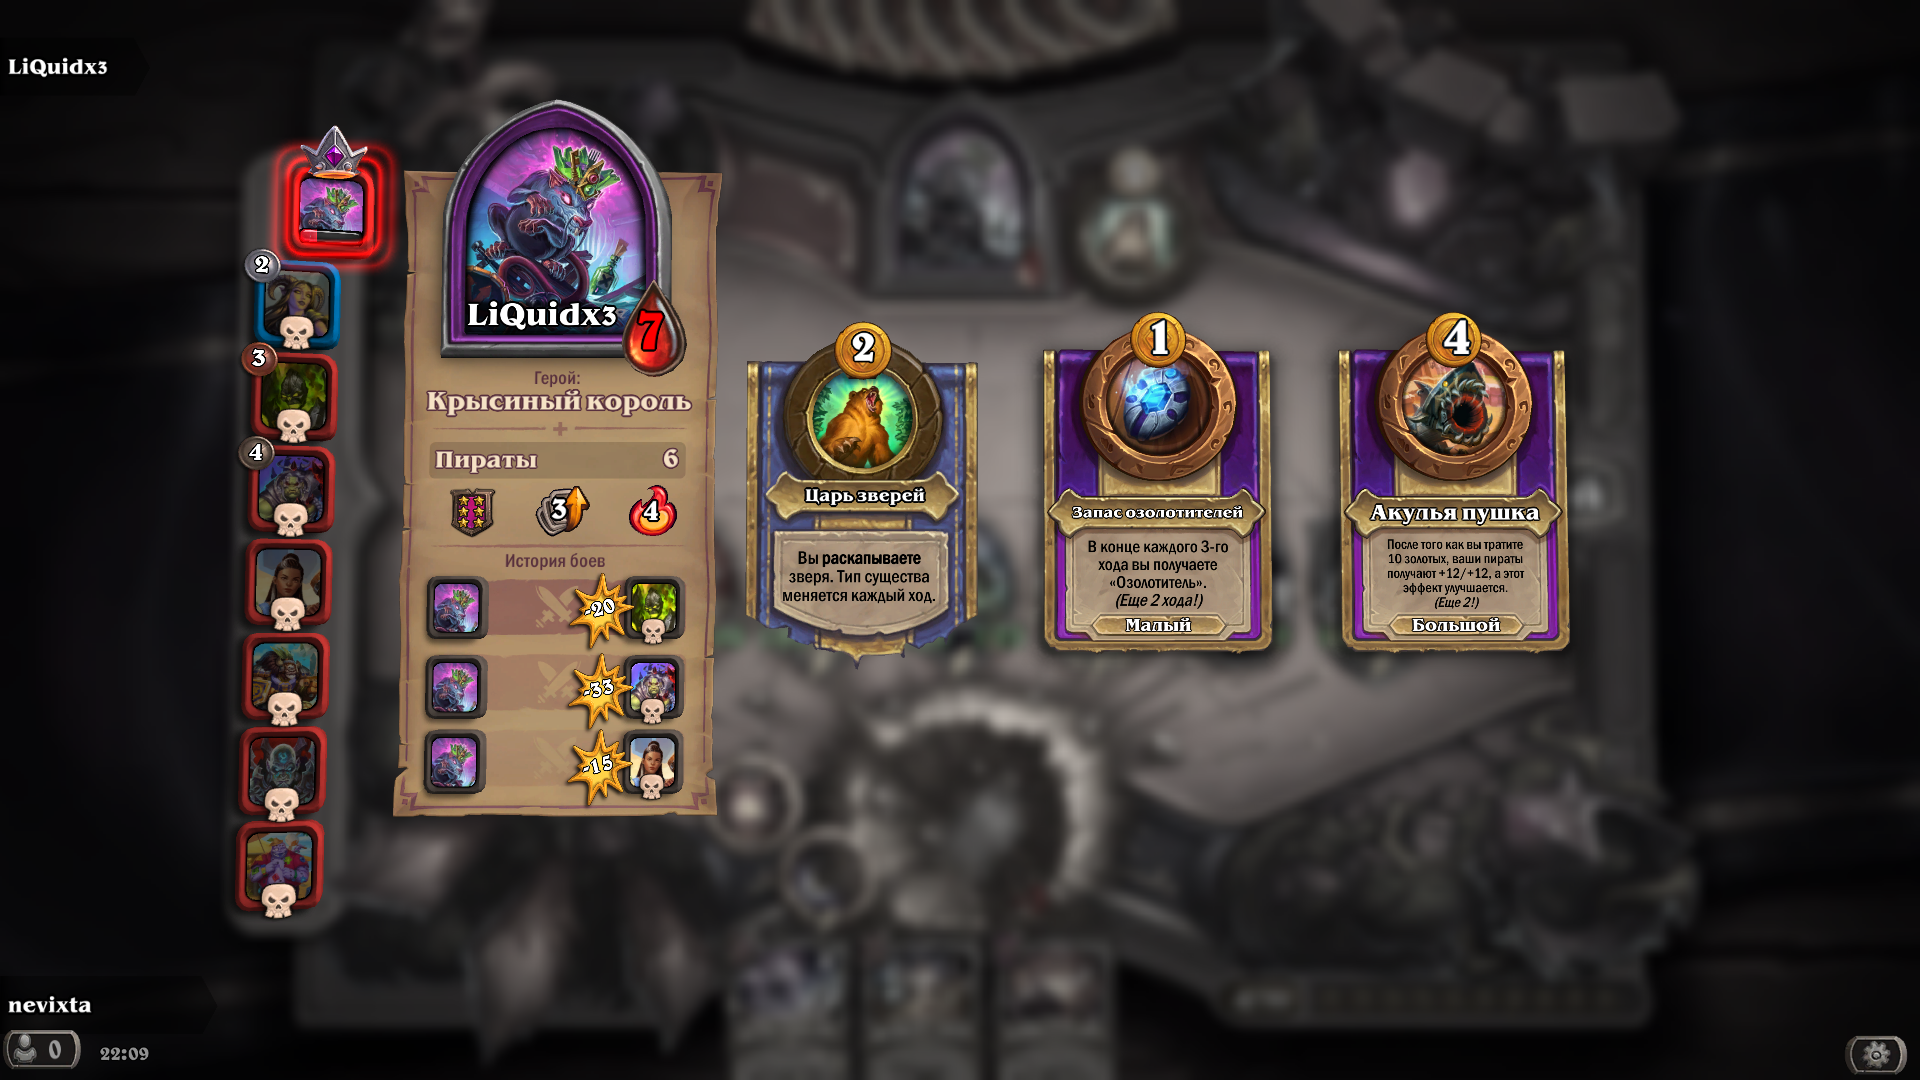 LiQuidx3
2
3
4
LiQuidx3
7
Герой:
Крысиный король
Пираты 6
3
4
История боев
-20
-33
-15
2
Царь зверей
Вы раскапываете
зверя. Тип существа
меняется каждый ход.
1
Запас озолотителей
В конце каждого 3-го
хода вы получаете
«Озолотитель».
(Еще 2 хода!)
Малый
4
Акулья пушка
После того как вы тратите
10 золотых, ваши пираты
получают +12/+12, а этот
эффект улучшается.
(Еще 2!)
Большой
nevixta
0
22:09